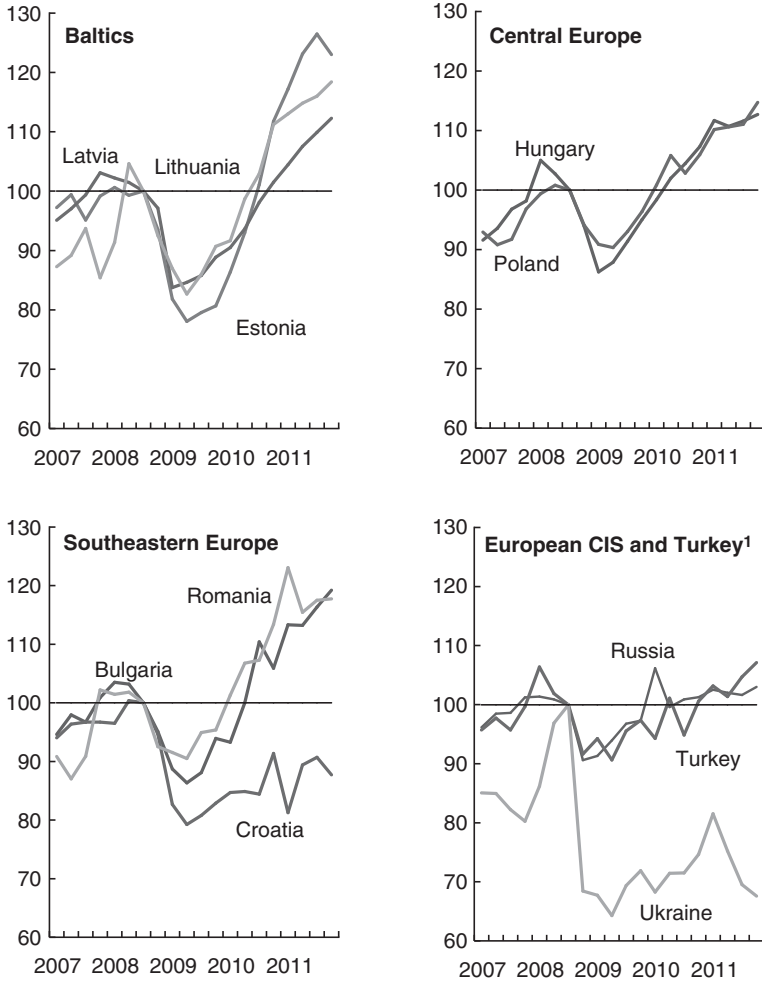 Baltics
130
120
110
100
90
80
70
60
Latvia
Lithuania
Estonia
2007 2008 2009 2010 2011
Central Europe
130
120
110
100
90
80
70
60
Hungary
Poland
2007 2008 2009 2010 2011
Southeastern Europe
130
120
110
100
90
80
70
60
Romania
Bulgaria
Croatia
2007 2008 2009 2010 2011
European CIS and Turkey¹
130
120
110
100
90
80
70
60
Russia
Turkey
Ukraine
2007 2008 2009 2010 2011